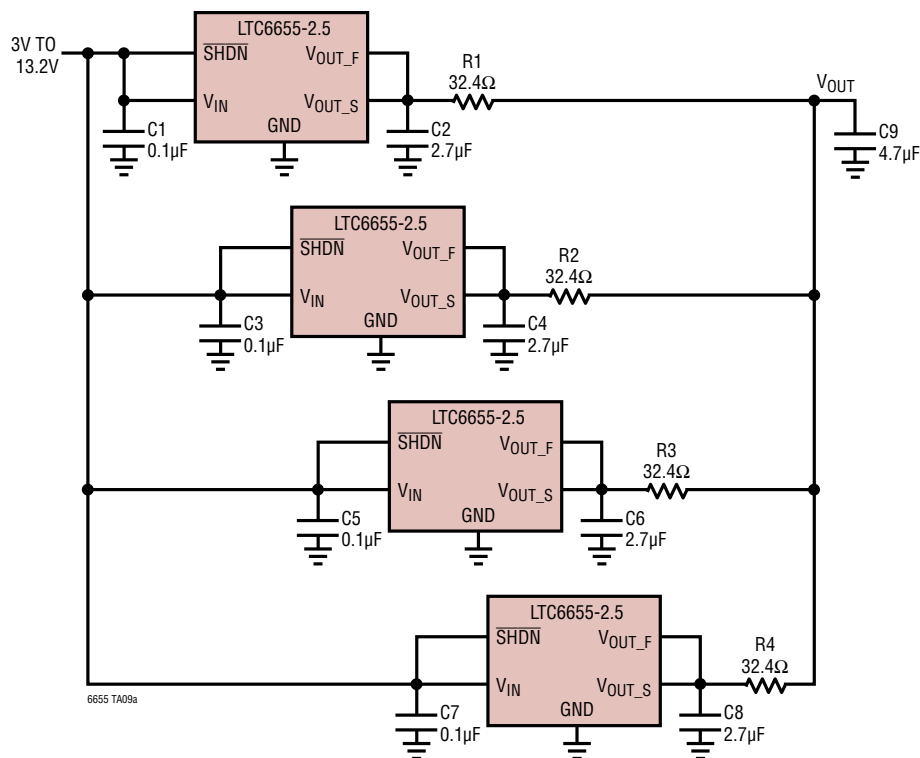 LTC6655-2.5
3V TO
13.2V
SHDN
VOUT_F
VIN
VOUT_S
GND
R1
32.4Ω
VOUT
C1
0.1µF
C2
2.7µF
C9
4.7µF
LTC6655-2.5
SHDN
VOUT_F
VIN
VOUT_S
GND
R2
32.4Ω
C3
0.1µF
C4
2.7µF
LTC6655-2.5
SHDN
VOUT_F
VIN
VOUT_S
GND
R3
32.4Ω
C5
0.1µF
C6
2.7µF
LTC6655-2.5
SHDN
VOUT_F
VIN
VOUT_S
GND
R4
32.4Ω
6655 TA09a
C7
0.1µF
C8
2.7µF